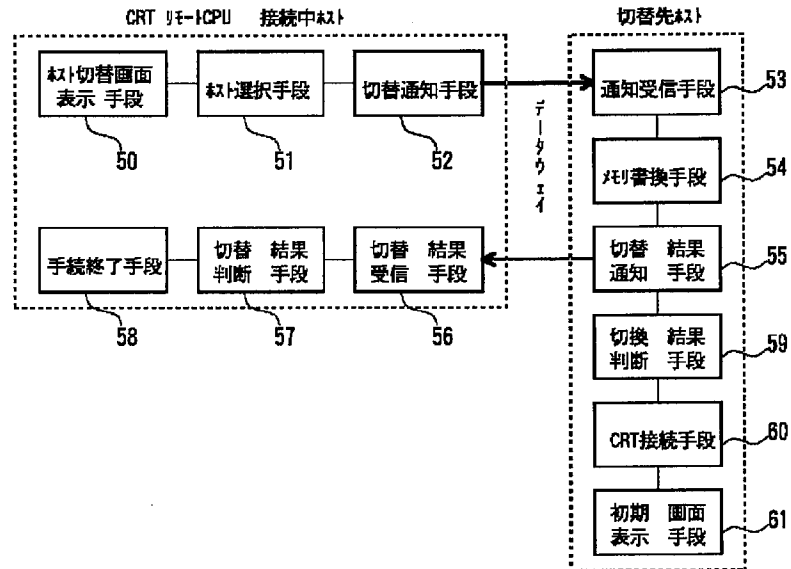 CRT ﾘﾓｰﾄCPU 接続中ﾎｽﾄ
ﾎｽﾄ切替画面
表示 手段
50
ﾎｽﾄ選択手段
51
切替通知手段
52
データウェイ
手続終了手段
58
切替 結果
判断 手段
57
切替 結果
受信 手段
56
切替先ﾎｽﾄ
通知受信手段
53
ﾒﾓﾘ書換手段
54
切替 結果
通知 手段
55
切換 結果
判断 手段
59
CRT接続手段
60
初期 画面
表示 手段
61